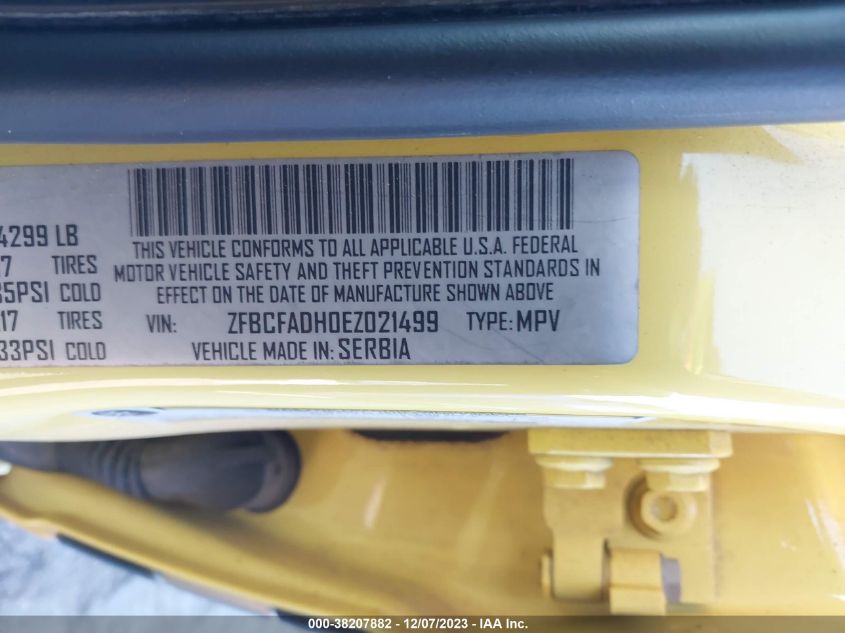 4299 LB
THIS VEHICLE CONFORMS TO ALL APPLICABLE U.S.A. FEDERAL
7 TIRES MOTOR VEHICLE SAFETY AND THEFT PREVENTION STANDARDS IN
35PSI COLD EFFECT ON THE DATE OF MANUFACTURE SHOWN ABOVE
17 TIRES VIN: ZFBCFADH0EZ021499 TYPE: MPV
33PSI COLD VEHICLE MADE IN: SERBIA
000-38207882 - 12/07/2023 - IAA Inc.